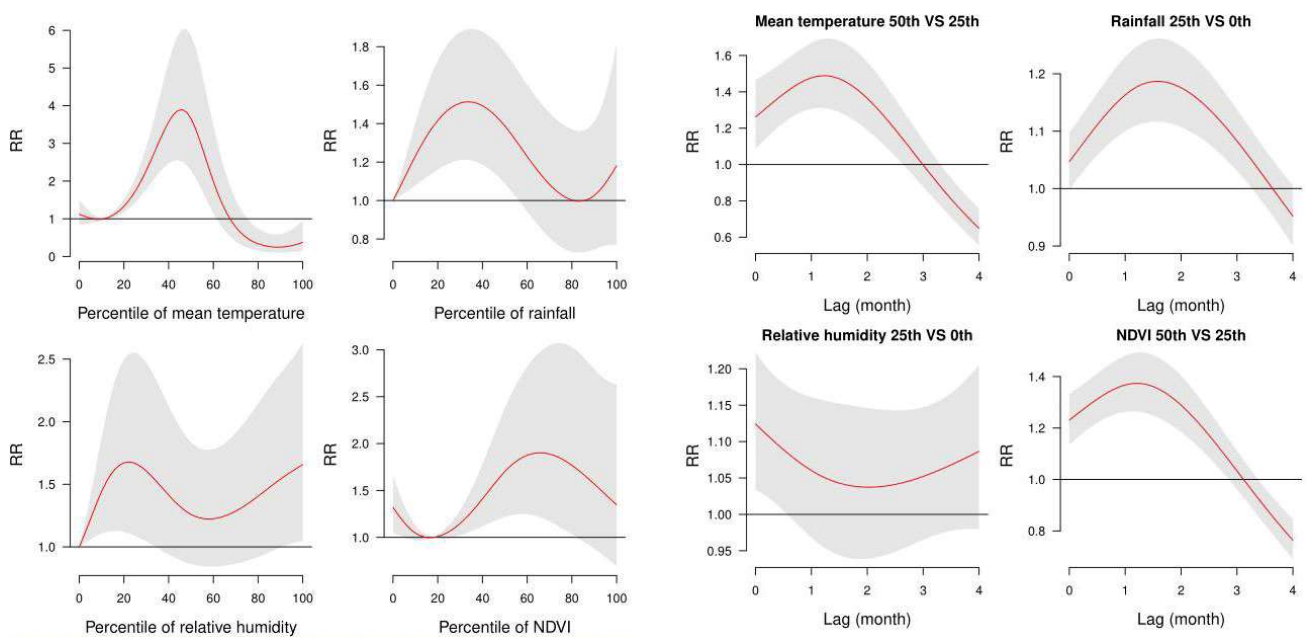 6
5
4
3
2
1
0
RR
0 20 40 60 80 100
Percentile of mean temperature
1.8
1.6
1.4
1.2
1.0
0.8
RR
0 20 40 60 80 100
Percentile of rainfall
Mean temperature 50th VS 25th
1.6
1.4
1.2
1.0
0.8
0.6
RR
0 1 2 3 4
Lag (month)
Rainfall 25th VS 0th
1.2
1.1
1.0
0.9
RR
0 1 2 3 4
Lag (month)
2.5
2.0
1.5
1.0
RR
0 20 40 60 80 100
Percentile of relative humidity
3.0
2.5
2.0
1.5
1.0
RR
0 20 40 60 80 100
Percentile of NDVI
Relative humidity 25th VS 0th
1.20
1.15
1.10
1.05
1.00
0.95
RR
0 1 2 3 4
Lag (month)
NDVI 50th VS 25th
1.4
1.2
1.0
0.8
RR
0 1 2 3 4
Lag (month)